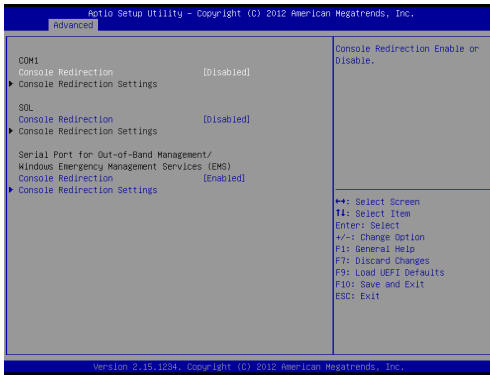 Aptio Setup Utility – Copyright (C) 2012 American Megatrends, Inc.
Advanced
COM1
Console Redirection [Disabled]
Console Redirection Settings
SOL
Console Redirection [Disabled]
Console Redirection Settings
Serial Port for Out-of-Band Management/
Windows Emergency Management Services (EMS)
Console Redirection [Enabled]
Console Redirection Settings
Console Redirection Enable or
Disable.
↔: Select Screen
↑↓: Select Item
Enter: Select
+/-: Change Option
F1: General Help
F7: Discard Changes
F9: Load UEFI Defaults
F10: Save and Exit
ESC: Exit
Version 2.15.1234. Copyright (C) 2012 American Megatrends, Inc.